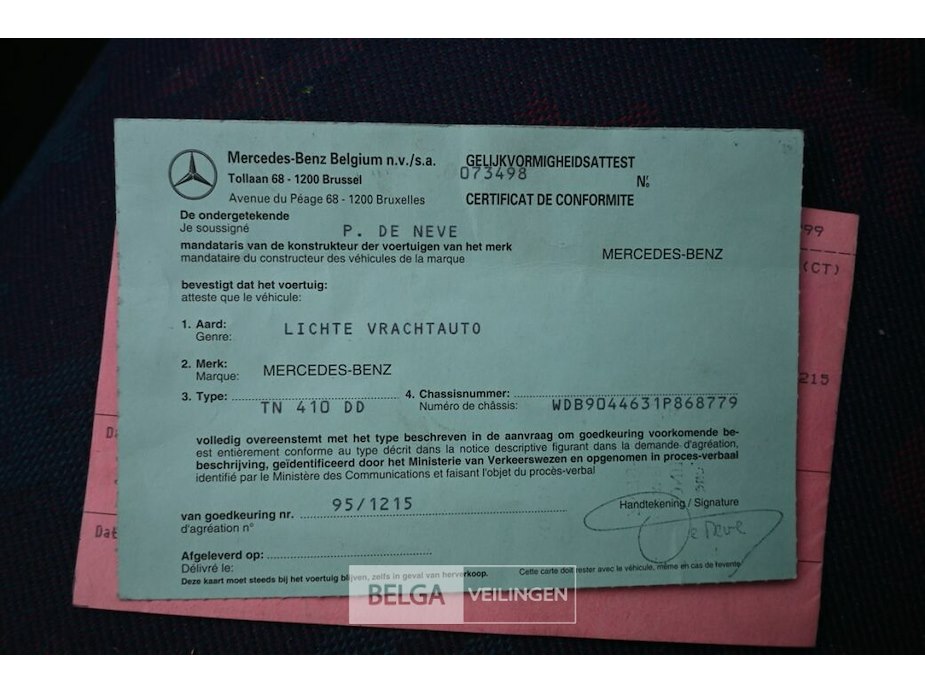 Mercedes-Benz Belgium n.v./s.a.
GELIJKVORMIGHEIDSATTEST
Tollaan 68 - 1200 Brussel
073498
Nr.
Avenue du Péage 68 - 1200 Bruxelles
CERTIFICAT DE CONFORMITE
De ondergetekende
Je soussigné
P. DE NEVE
mandataris van de konstrukteur der voertuigen van het merk
mandataire du constructeur des véhicules de la marque
MERCEDES-BENZ
bevestigt dat het voertuig:
atteste que le véhicule:
1. Aard:
Genre:
LICHTE VRACHTAUTO
2. Merk:
Marque:
MERCEDES-BENZ
3. Type:
TN 410 DD
4. Chassisnummer:
Numéro de châssis:
WDB9044631P868779
volledig overeenstemt met het type beschreven in de aanvraag om goedkeuring voorkomende be-
est entièrement conforme au type décrit dans la notice descriptive figurant dans la demande d'agréation,
beschrijving, geïdentificeerd door het Ministerie van Verkeerswezen en opgenomen in proces-verbaal
identifié par le Ministère des Communications et faisant l'objet du procès-verbal
van goedkeuring nr.
d'agréation n°
95/1215
Handtekening / Signature
De Neve
Afgeleverd op:
Délivré le:
Deze kaart moet steeds bij het voertuig blijven, zelfs in geval van herverkoop.
Cette carte doit rester avec le véhicule, même en cas de revente
99
(CT)
215
Dat
BELGA VEILINGEN